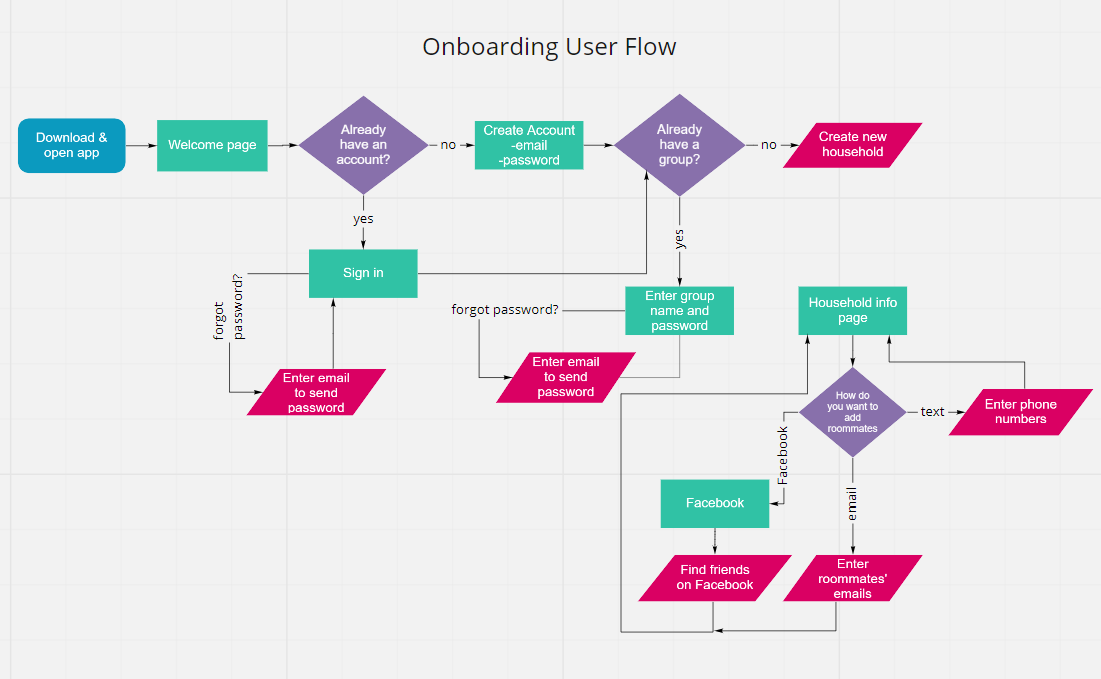 Onboarding User Flow
Download &
open app
Welcome page
Already
have an
account?
no
Create Account
-email
-password
Already
have a
group?
no
Create new
household
yes
Sign in
forgot
password?
Enter email
to send
password
yes
Enter group
name and
password
forgot password?
Enter email
to send
password
Household info
page
How do
you want to
add
roommates
text
Enter phone
numbers
Facebook
Facebook
Find friends
on Facebook
email
Enter
roommates'
emails